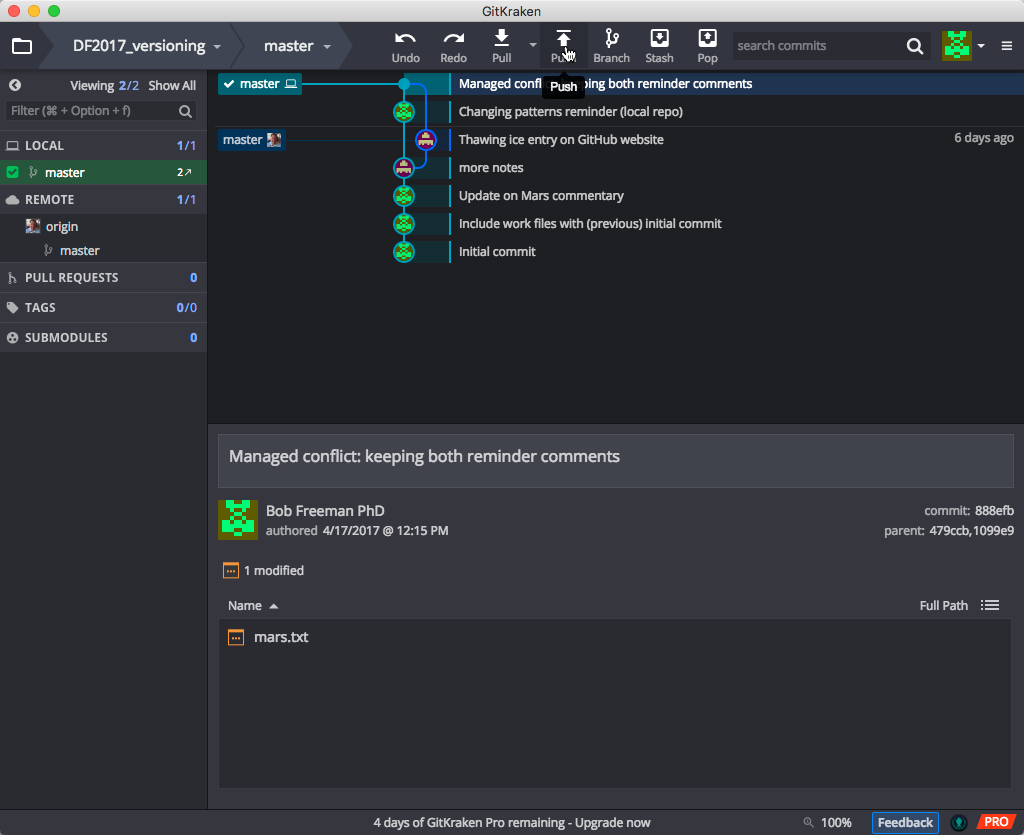 GitKraken
DF2017_versioning master Undo Redo Pull Branch Stash Pop search commits
Push
Viewing 2/2 Show All
Filter (⌘ + Option + f)
LOCAL 1/1
master 2↗
REMOTE 1/1
origin
master
PULL REQUESTS 0
TAGS 0/0
SUBMODULES 0
master Managed conf ping both reminder comments
Changing patterns reminder (local repo)
master Thawing ice entry on GitHub website 6 days ago
more notes
Update on Mars commentary
Include work files with (previous) initial commit
Initial commit
Managed conflict: keeping both reminder comments
Bob Freeman PhD commit: 888efb
authored 4/17/2017 @ 12:15 PM parent: 479ccb,1099e9
1 modified
Name Full Path
mars.txt
4 days of GitKraken Pro remaining - Upgrade now 100% Feedback PRO